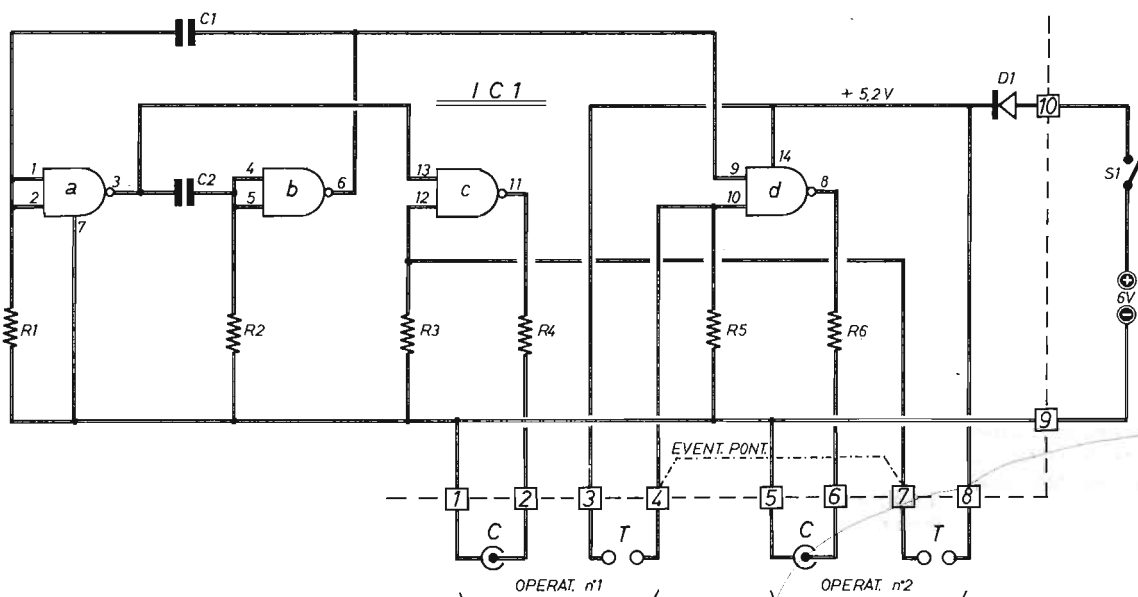 C1
I C 1
D1
+ 5,2 V
10
1
2
a
3
7
C2
4
5
b
6
13
12
c
11
9
10
14
d
8
S1
+
6V
−
R1
R2
R3
R4
R5
R6
9
EVENT. PONT.
1
2
3
4
5
6
7
8
C
T
C
T
OPERAT. n°1
OPERAT. n°2